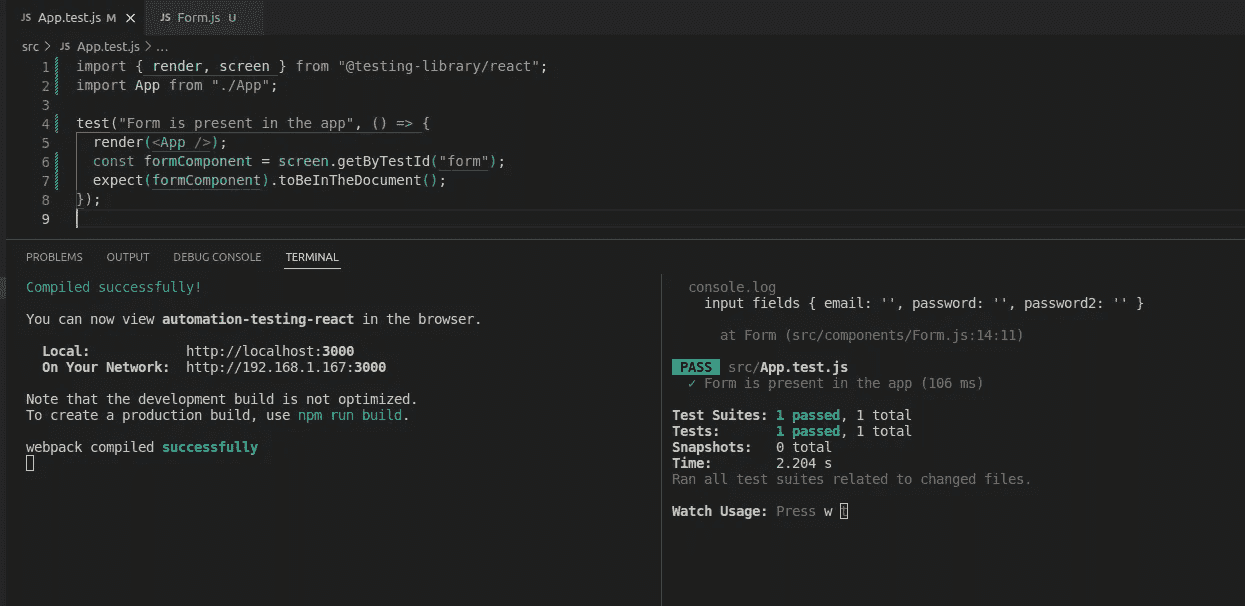 JS App.test.js M ×
JS Form.js U
src > JS App.test.js > ...
1 import { render, screen } from "@testing-library/react";
2 import App from "./App";
3
4 test("Form is present in the app", () => {
5 render(<App />);
6 const formComponent = screen.getByTestId("form");
7 expect(formComponent).toBeInTheDocument();
8 });
9
PROBLEMS OUTPUT DEBUG CONSOLE TERMINAL
Compiled successfully!
You can now view automation-testing-react in the browser.
Local: http://localhost:3000
On Your Network: http://192.168.1.167:3000
Note that the development build is not optimized.
To create a production build, use npm run build.
webpack compiled successfully
console.log
input fields { email: '', password: '', password2: '' }
at Form (src/components/Form.js:14:11)
PASS src/App.test.js
✓ Form is present in the app (106 ms)
Test Suites: 1 passed, 1 total
Tests: 1 passed, 1 total
Snapshots: 0 total
Time: 2.204 s
Ran all test suites related to changed files.
Watch Usage: Press w t